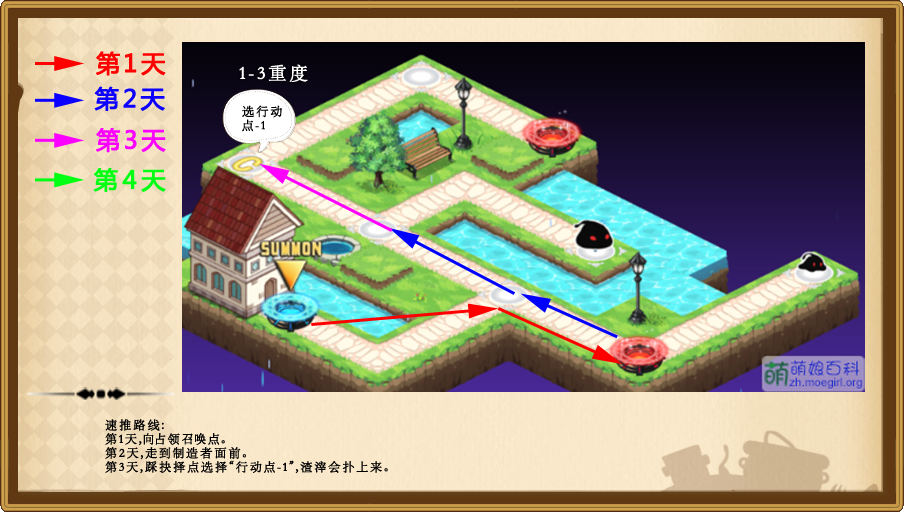 第1天
第2天
第3天
第4天
1-3重度
选行动
点-1
SUMMON
萌娘百科
zh.moegirl.org
速推路线:
第1天,向占领召唤点。
第2天,走到制造者面前。
第3天,踩抉择点选择“行动点-1”,渣滓会扑上来。